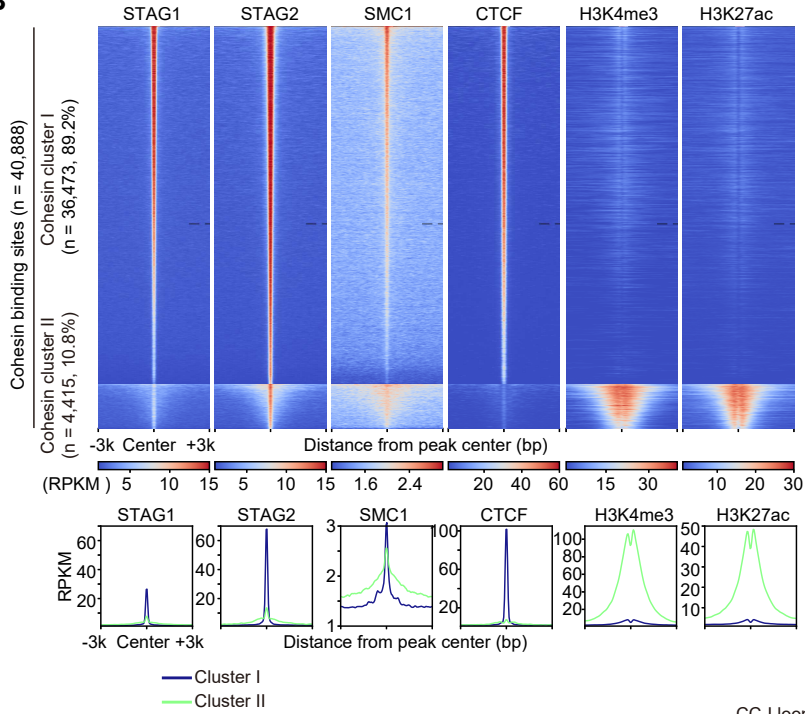 STAG1 STAG2 SMC1 CTCF H3K4me3 H3K27ac
Cohesin binding sites (n = 40,888)
Cohesin cluster I
(n = 36,473, 89.2%)
Cohesin cluster II
(n = 4,415, 10.8%)
-3k Center +3k Distance from peak center (bp)
(RPKM ) 5 10 15 5 10 15 1.6 2.4 20 40 60 15 30 10 20 30
STAG1 STAG2 SMC1 CTCF H3K4me3 H3K27ac
RPKM
60 40 20
60 40 20
3 2 1
100 60 20
100 80 60 40 20
50 40 30 20 10
-3k Center +3k Distance from peak center (bp)
Cluster I
Cluster II